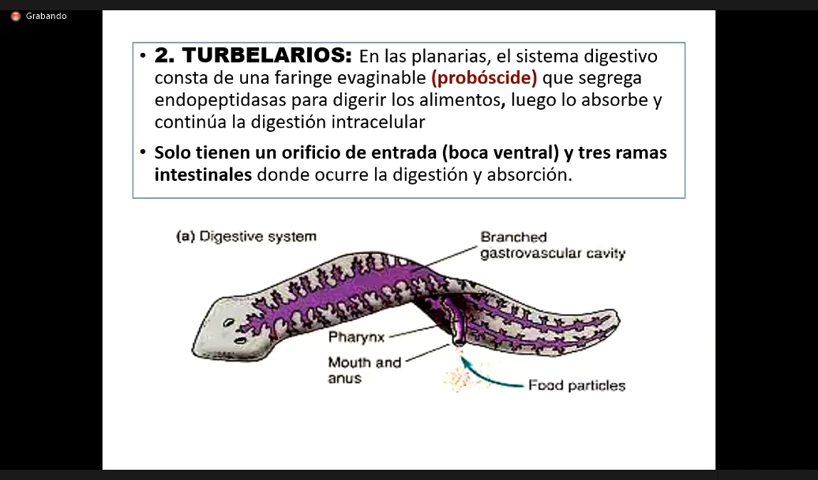 Grabando
• 2. TURBELARIOS: En las planarias, el sistema digestivo
consta de una faringe evaginable (probóscide) que segrega
endopeptidasas para digerir los alimentos, luego lo absorbe y
continúa la digestión intracelular
• Solo tienen un orificio de entrada (boca ventral) y tres ramas
intestinales donde ocurre la digestión y absorción.
(a) Digestive system
Branched
gastrovascular cavity
Pharynx
Mouth and
anus
Food particles